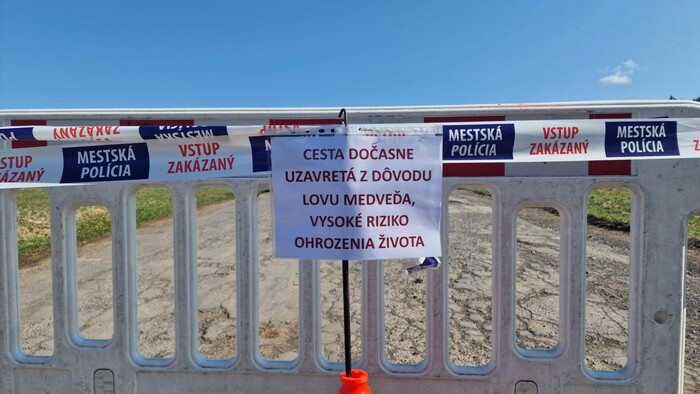 VSTUP ZAKÁZANÝ
MESTSKÁ POLÍCIA
VSTUP ZAKÁZANÝ
MESTSKÁ POLÍCIA
VSTUP ZAKÁZANÝ
MESTSKÁ POLÍCIA
ZAKÁZANÝ
CESTA DOČASNE
UZAVRETÁ Z DÔVODU
LOVU MEDVEĎA,
VYSOKÉ RIZIKO
OHROZENIA ŽIVOTA